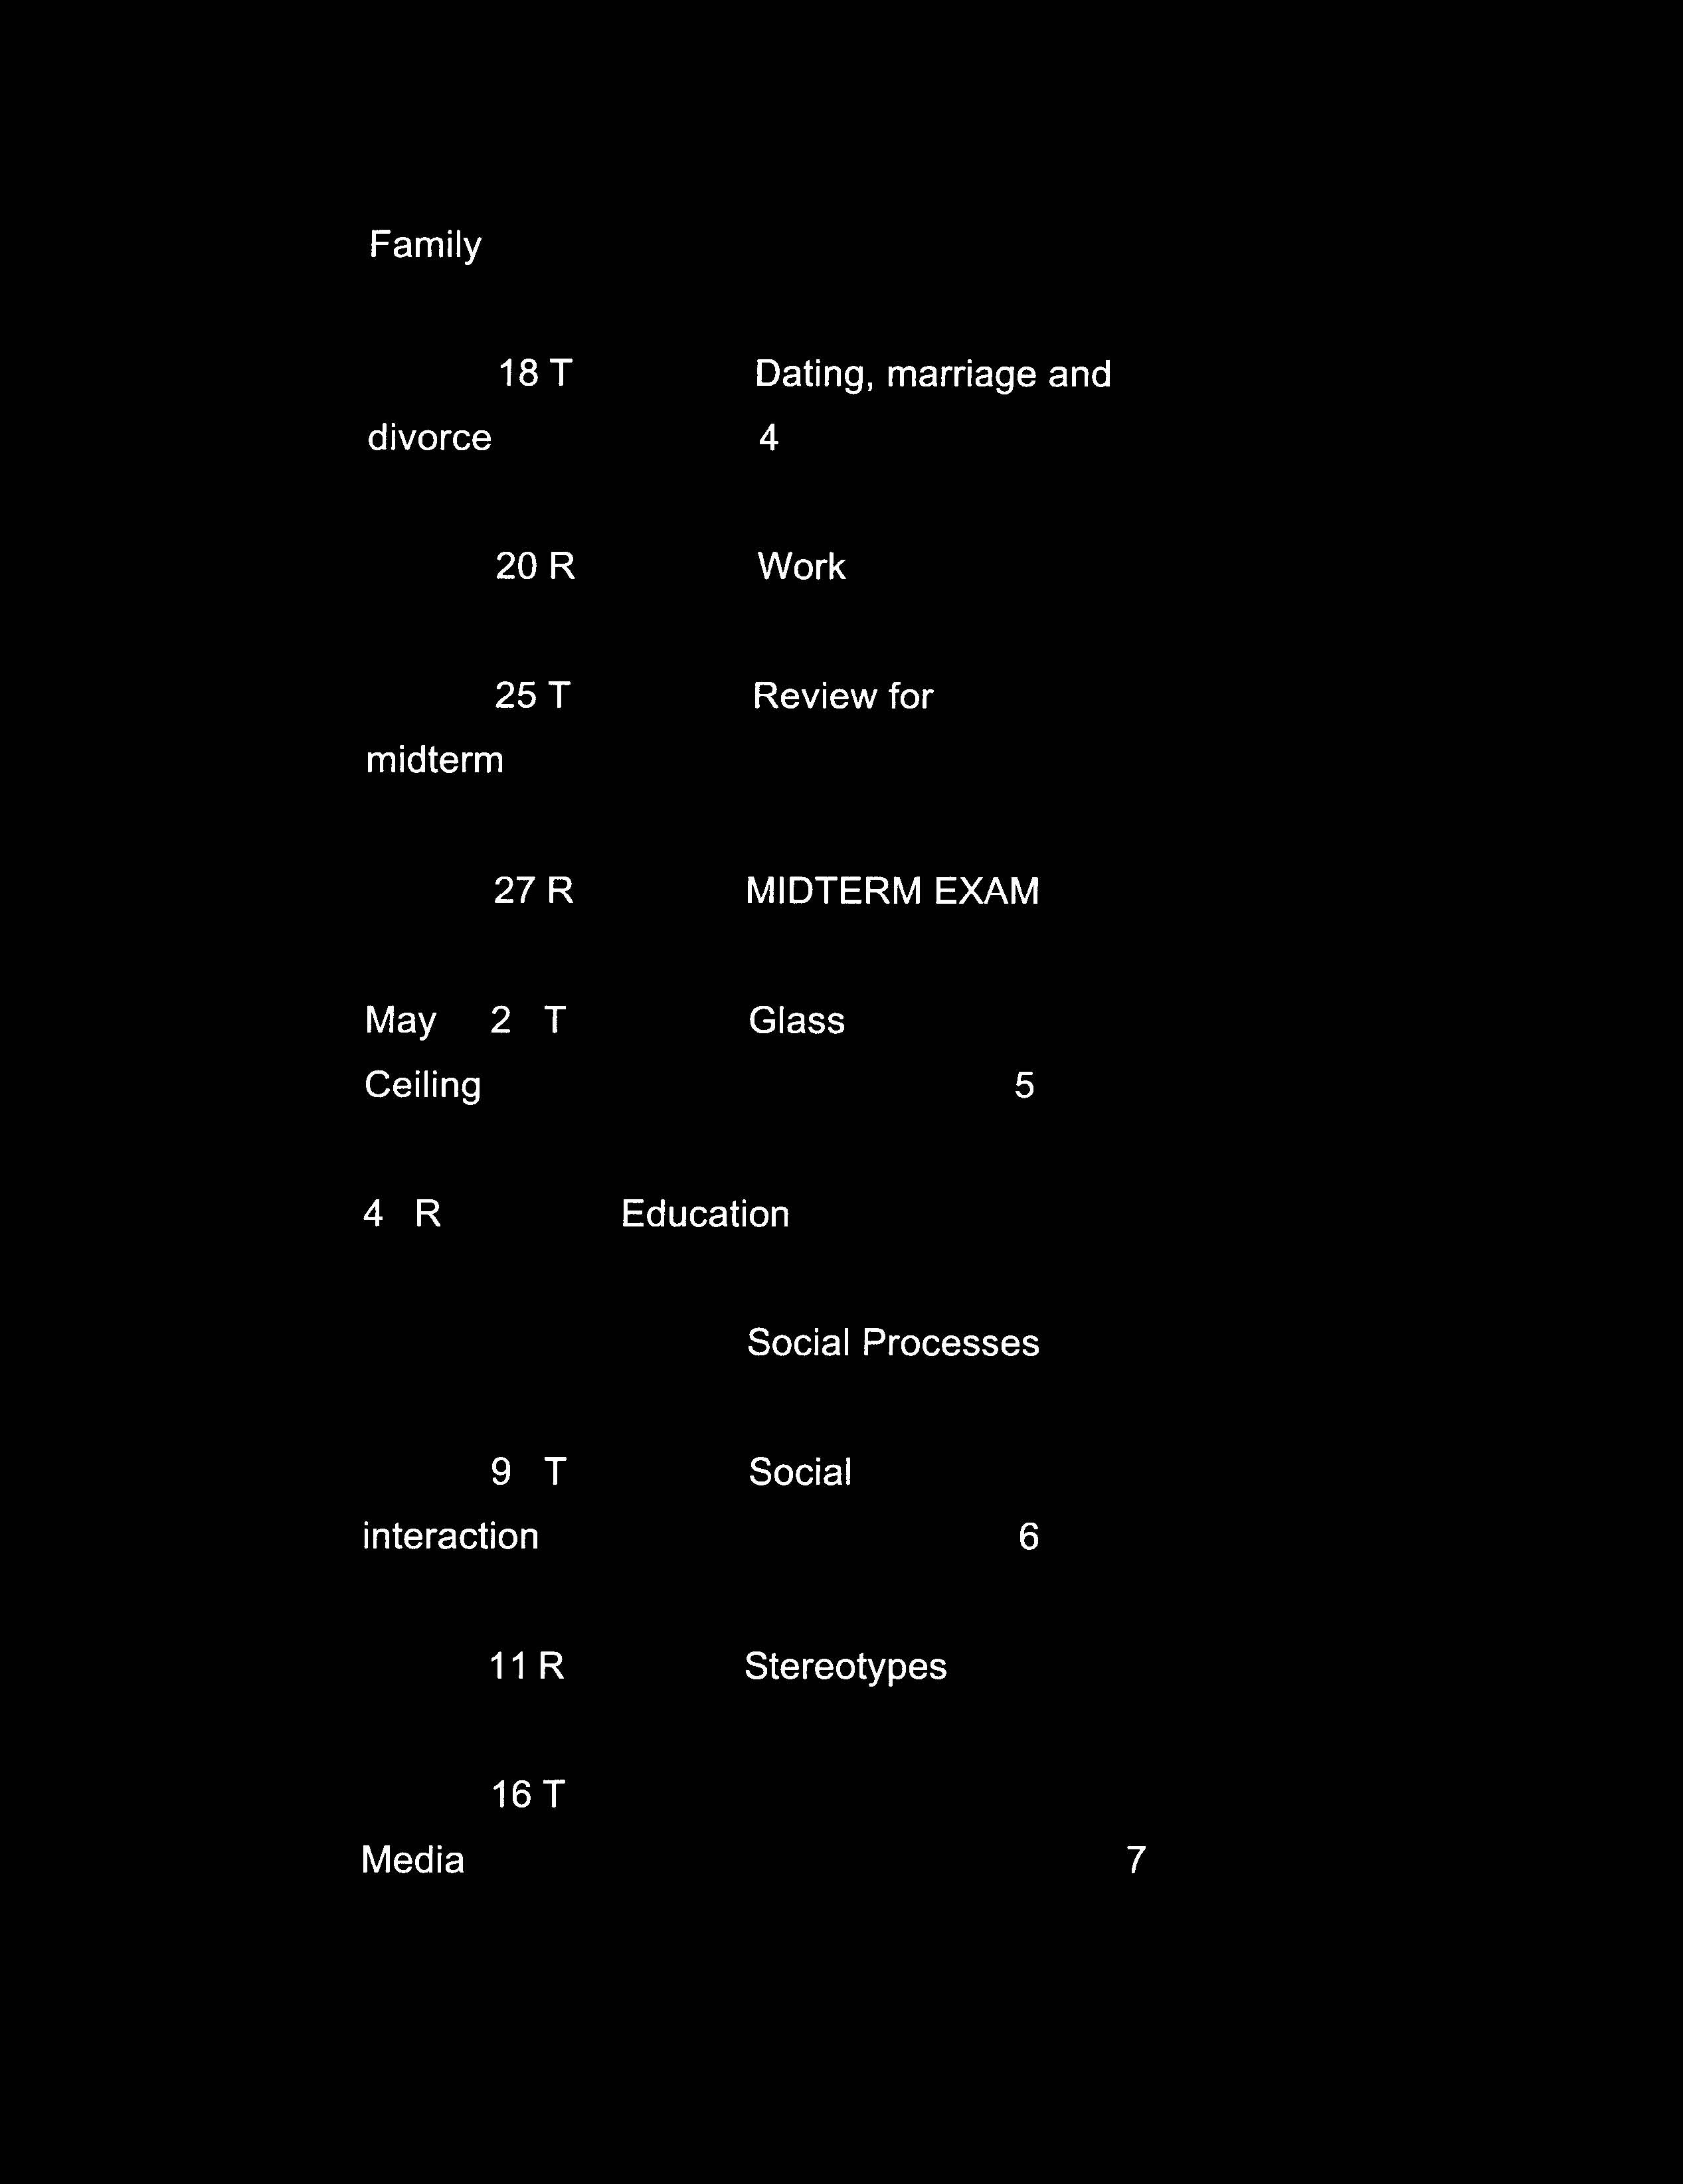 Family
18 T Dating, marriage and
divorce 4
20 R Work
25 T Review for
midterm
27 R MIDTERM EXAM
May 2 T Glass
Ceiling 5
4 R Education
Social Processes
9 T Social
interaction 6
11 R Stereotypes
16 T
Media 7